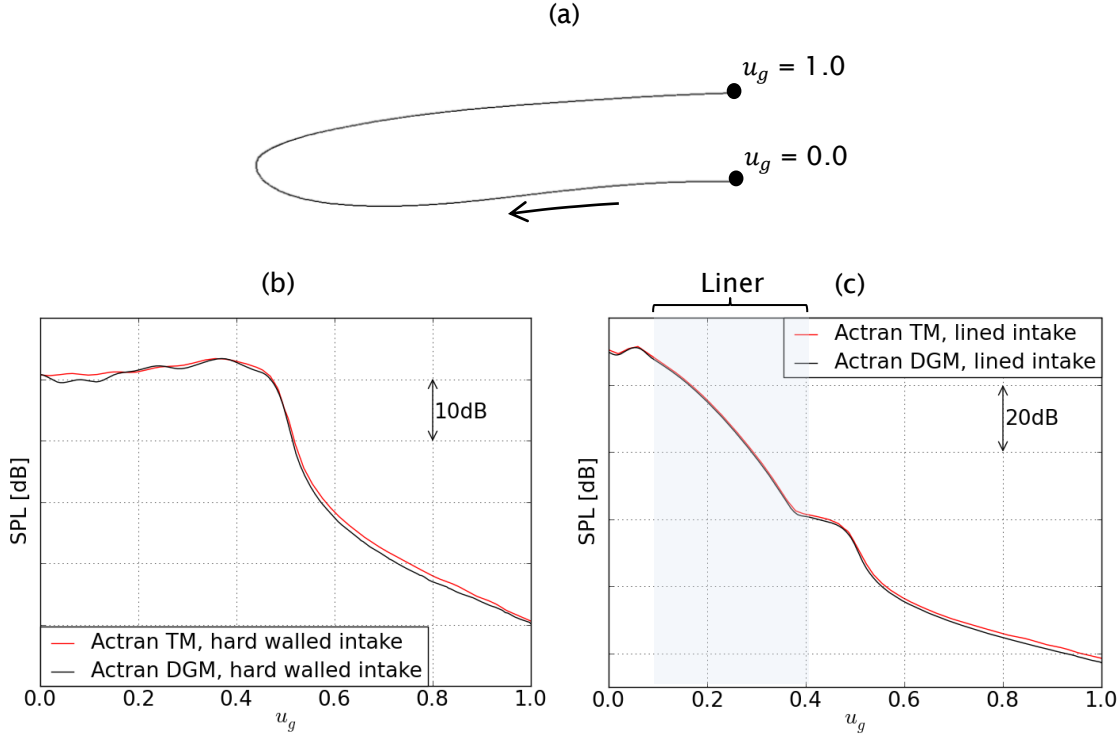 (a)
u_g = 1.0
u_g = 0.0
(b)
Liner
(c)
SPL [dB]
10dB
Actran TM, hard walled intake
Actran DGM, hard walled intake
0.0 0.2 0.4 0.6 0.8 1.0
u_g
SPL [dB]
Actran TM, lined intake
Actran DGM, lined intake
20dB
0.0 0.2 0.4 0.6 0.8 1.0
u_g